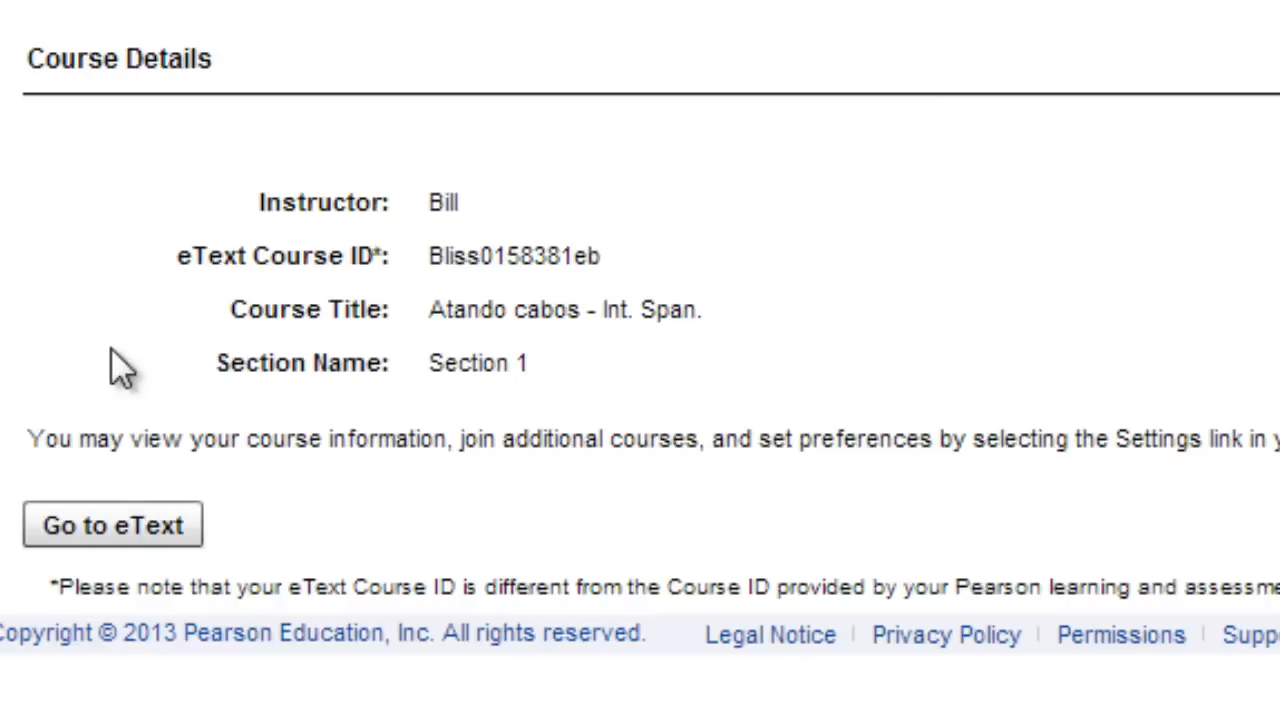 Course Details
Instructor: Bill
eText Course ID*: Bliss0158381eb
Course Title: Atando cabos - Int. Span.
Section Name: Section 1
You may view your course information, join additional courses, and set preferences by selecting the Settings link in
Go to eText
*Please note that your eText Course ID is different from the Course ID provided by your Pearson learning and
Copyright © 2013 Pearson Education, Inc. All rights reserved. Legal Notice | Privacy Policy | Permissions |